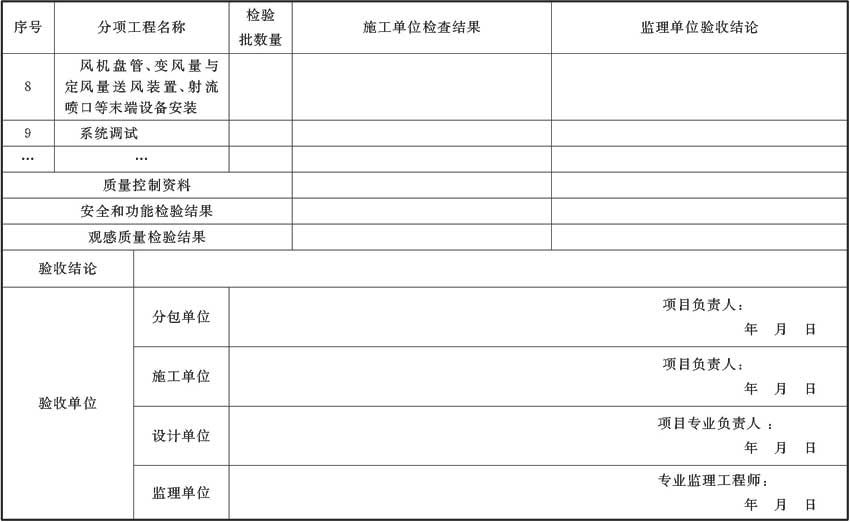 序号 分项工程名称 检验批数量 施工单位检查结果 监理单位验收结论
8 风机盘管、变风量与
定风量送风装置、射流
喷口等末端设备安装
9 系统调试
… …
质量控制资料
安全和功能检验结果
观感质量检验结果
验收结论
验收单位
分包单位 项目负责人：
年 月 日
施工单位 项目负责人：
年 月 日
设计单位 项目专业负责人：
年 月 日
监理单位 专业监理工程师：
年 月 日